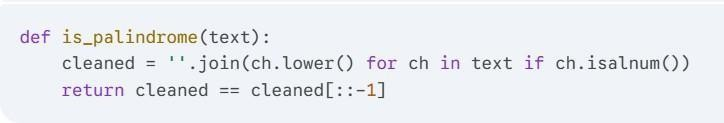 def is_palindrome(text):
    cleaned = ''.join(ch.lower() for ch in text if ch.isalnum())
    return cleaned == cleaned[::-1]